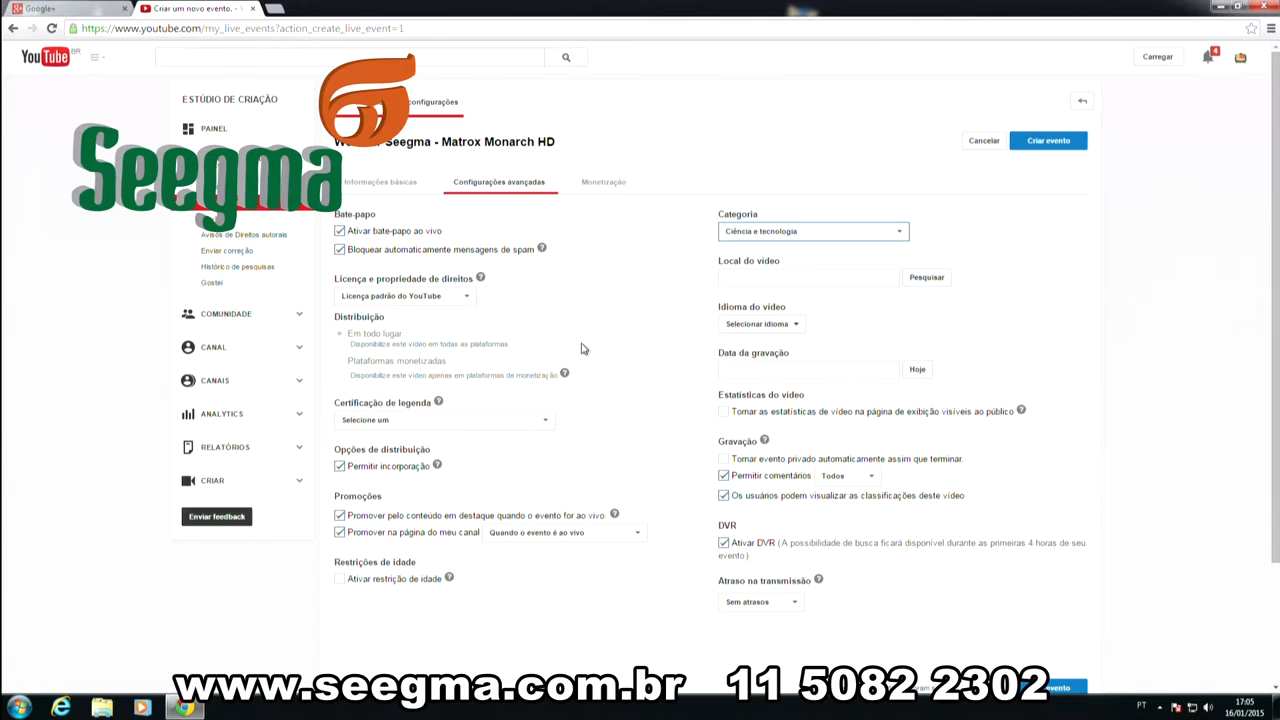 Google+
Criar um novo evento. -
https://www.youtube.com/my_live_events?action_create_live_event=1
YouTube BR
Carregar
4
ESTÚDIO DE CRIAÇÃO
configurações
PAINEL
Seegma - Matrox Monarch HD
Cancelar
Criar evento
Seegma
Informações básicas
Configurações avançadas
Monetização
Avisos de Direitos autorais
Enviar correção
Histórico de pesquisas
Gostei
COMUNIDADE
CANAL
CANAIS
ANALYTICS
RELATÓRIOS
CRIAR
Enviar feedback
Bate-papo
Ativar bate-papo ao vivo
Bloquear automaticamente mensagens de spam
Licença e propriedade de direitos
Licença padrão do YouTube
Distribuição
Em todo lugar
Disponibilize este vídeo em todas as plataformas
Plataformas monetizadas
Disponibilize este vídeo apenas em plataformas de monetização
Certificação de legenda
Selecione um
Opções de distribuição
Permitir incorporação
Promoções
Promover pelo conteúdo em destaque quando o evento for ao vivo.
Promover na página do meu canal
Quando o evento é ao vivo
Restrições de idade
Ativar restrição de idade
Categoria
Ciência e tecnologia
Local do vídeo
Pesquisar
Idioma do vídeo
Selecionar idioma
Data da gravação
Hoje
Estatísticas do vídeo
Tornar as estatísticas de vídeo na página de exibição visíveis ao público
Gravação
Tornar evento privado automaticamente assim que terminar.
Permitir comentários
Todos
Os usuários podem visualizar as classificações deste vídeo
DVR
Ativar DVR (A possibilidade de busca ficará disponível durante as primeiras 4 horas de seu
evento.)
Atraso na transmissão
Sem atrasos
www.seegma.com.br 11 5082 2302
evento
PT
17:05
16/01/2015